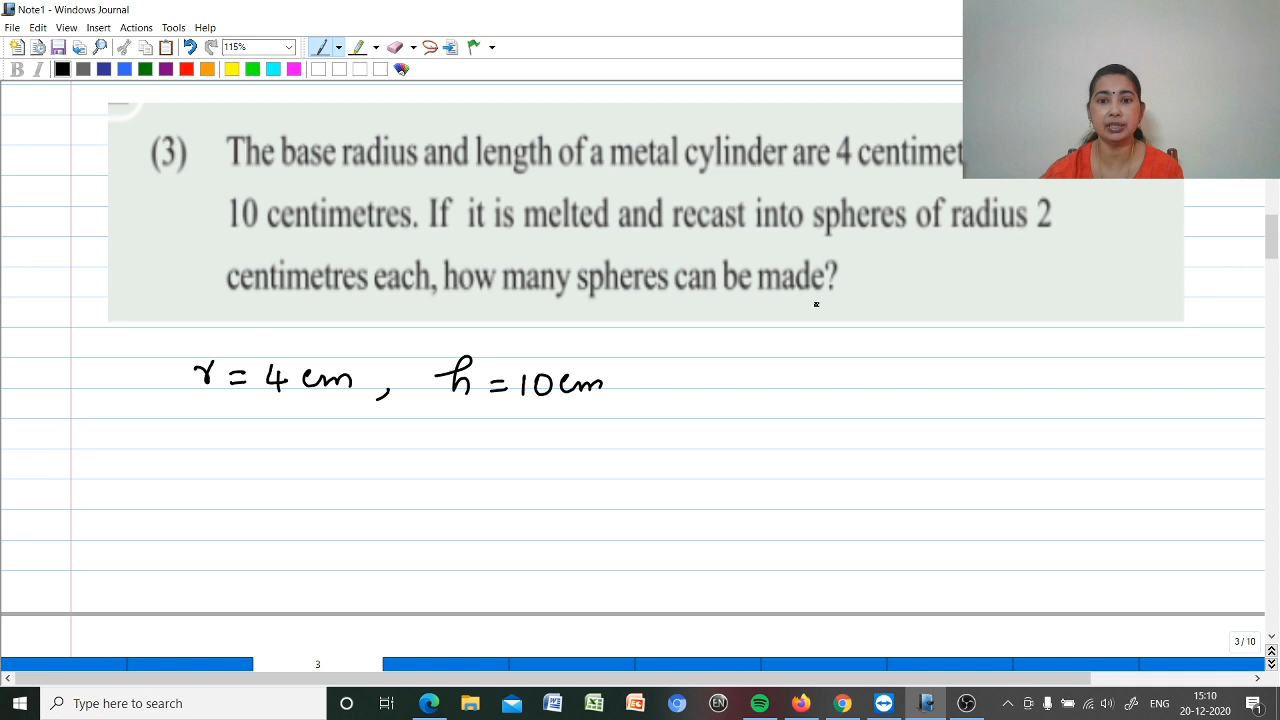 Note1 - Windows Journal
File Edit View Insert Actions Tools Help
115%
B I
(3) The base radius and length of a metal cylinder are 4 centimet
10 centimetres. If it is melted and recast into spheres of radius 2
centimetres each, how many spheres can be made?
r = 4 cm , h = 10 cm
3 / 10
3
Type here to search
ENG
15:10
20-12-2020